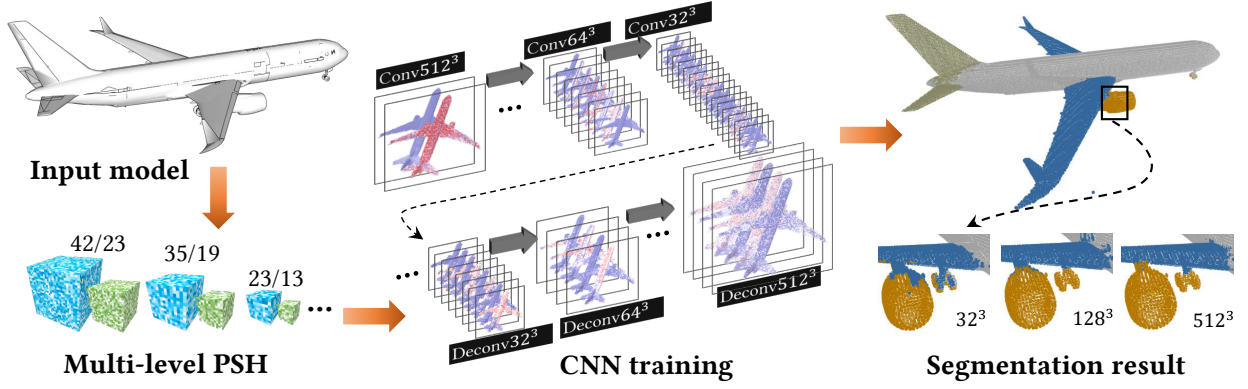 Conv512³
Conv64³
Conv32³
Input model
42/23
35/19
23/13
Deconv32³
Deconv64³
Deconv512³
32³
128³
512³
Multi-level PSH
CNN training
Segmentation result